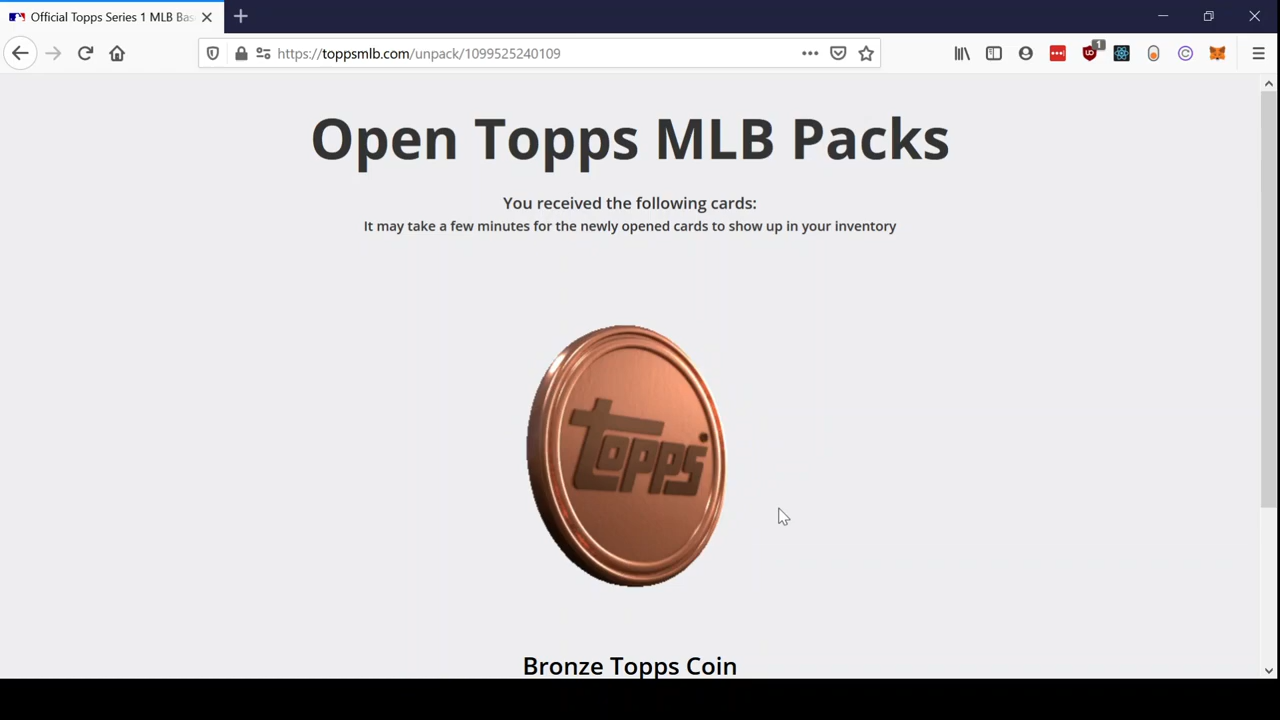 Official Topps Series 1 MLB Bas
https://toppsmlb.com/unpack/1099525240109
1
Open Topps MLB Packs
You received the following cards:
It may take a few minutes for the newly opened cards to show up in your inventory
topps
Bronze Topps Coin